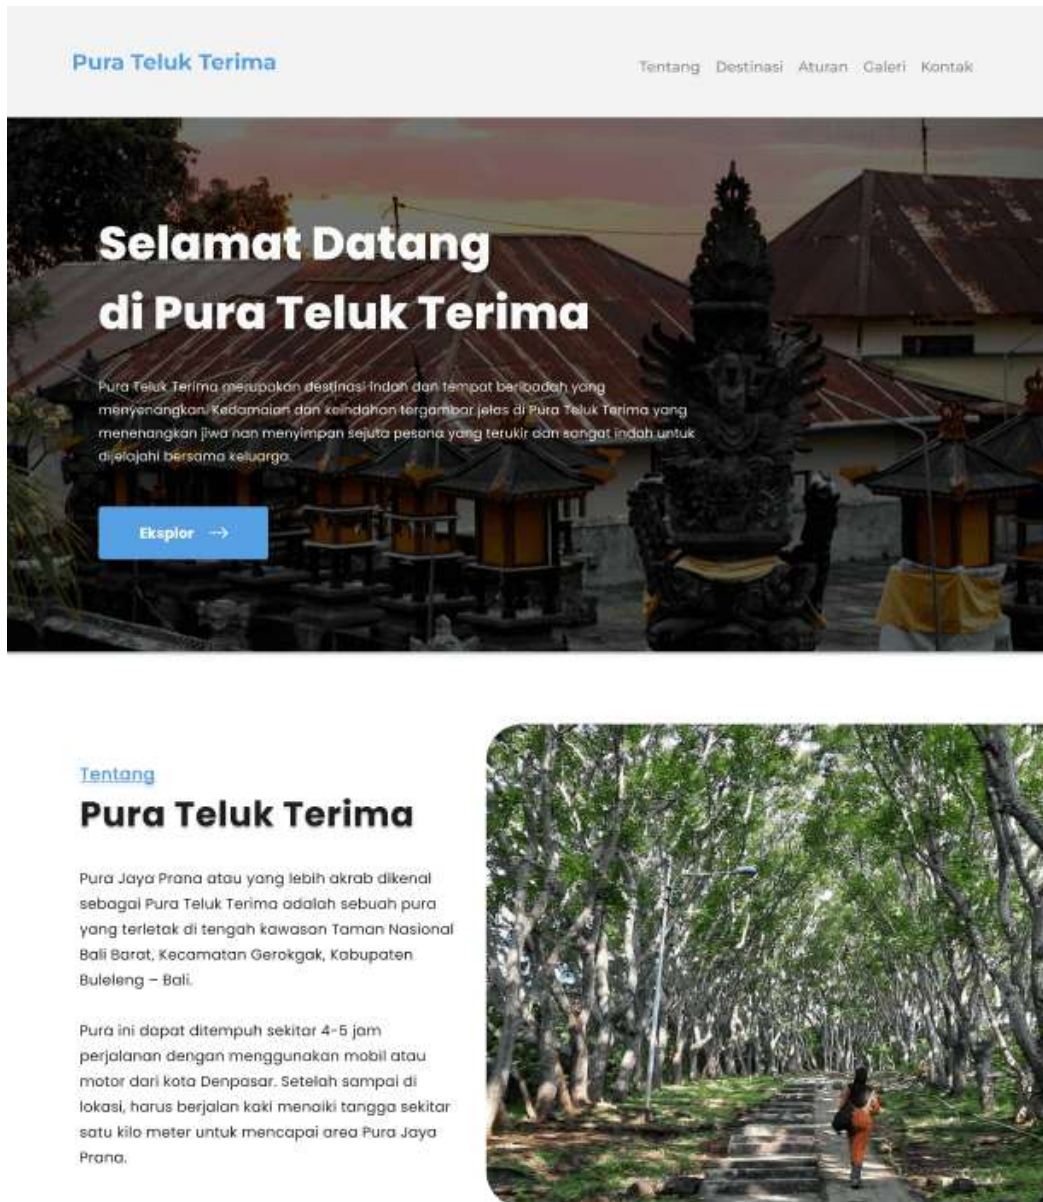 Pura Teluk Terima
Tentang Destinasi Aturan Galeri Kontak
Selamat Datang
di Pura Teluk Terima
Pura Teluk Terima merupakan destinasi indah dan tempat beribadah yang
menyenangkan. Kedamaian dan keindahan tergambar jelas di Pura Teluk Terima yang
menenangkan jiwa nan menyimpan sejuta pesona yang terukir dan sangat indah untuk
dijelajahi bersama keluarga.
Eksplor →
Tentang
Pura Teluk Terima
Pura Jaya Prana atau yang lebih akrab dikenal
sebagai Pura Teluk Terima adalah sebuah pura
yang terletak di tengah kawasan Taman Nasional
Bali Barat, Kecamatan Gerokgak, Kabupaten
Buleleng – Bali.
Pura ini dapat ditempuh sekitar 4-5 jam
perjalanan dengan menggunakan mobil atau
motor dari kota Denpasar. Setelah sampai di
lokasi, harus berjalan kaki menaiki tangga sekitar
satu kilo meter untuk mencapai area Pura Jaya
Prana.